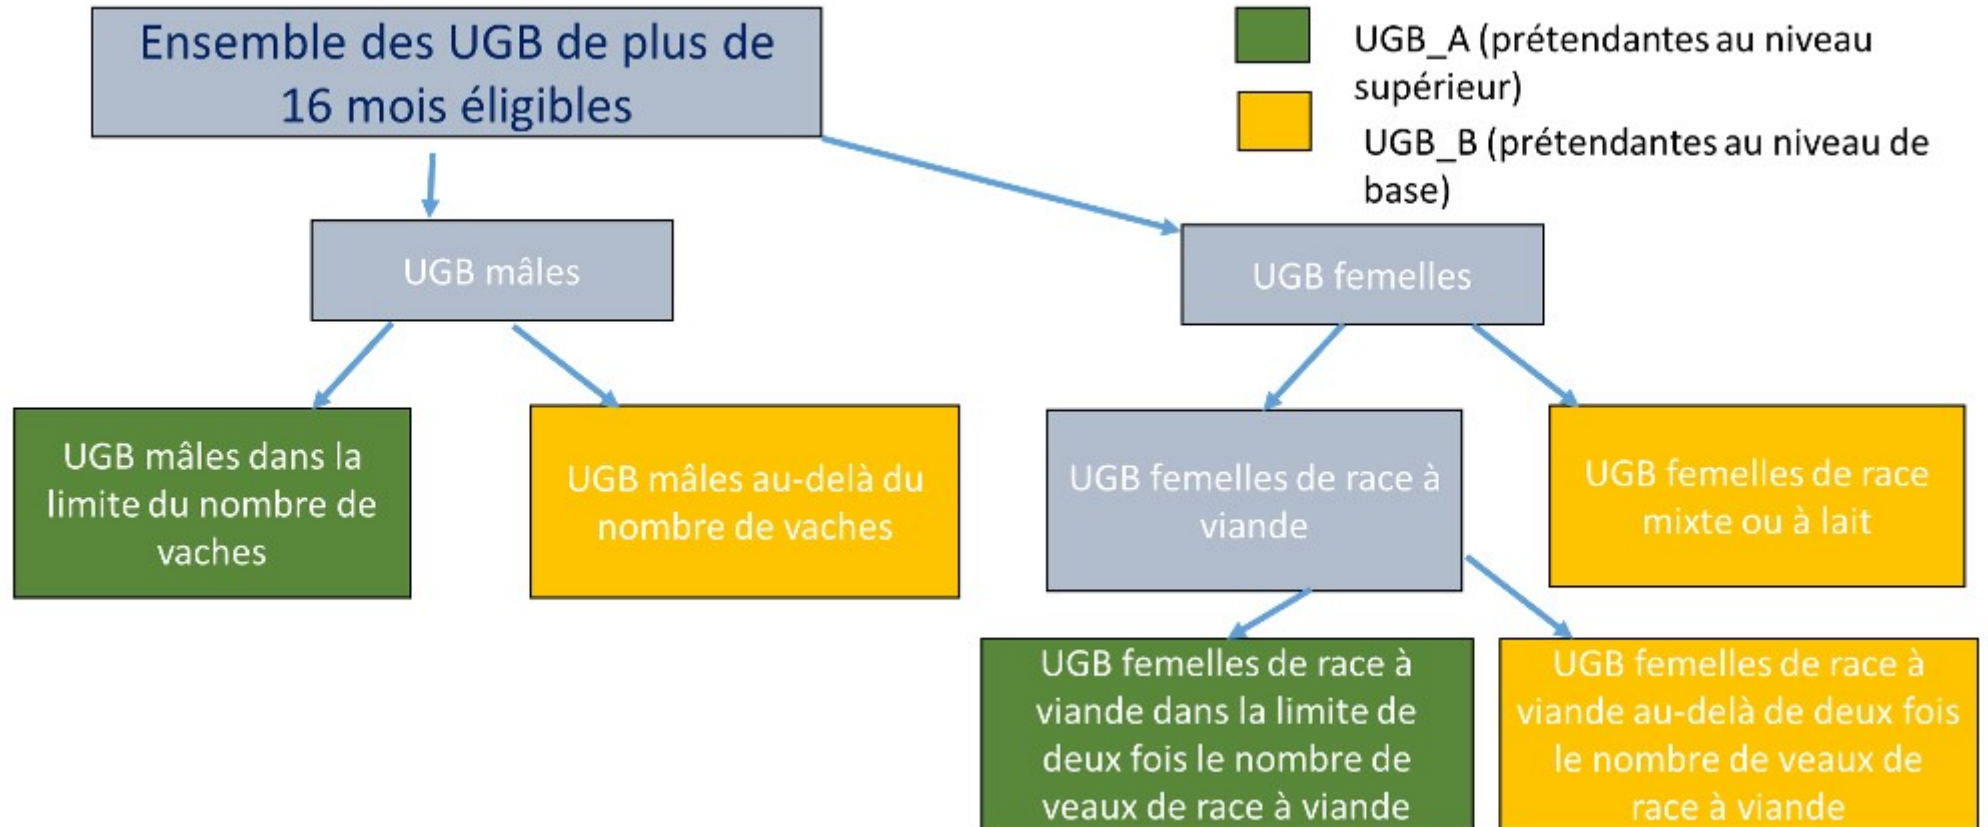 Ensemble des UGB de plus de
16 mois éligibles
UGB_A (prétendantes au niveau
supérieur)
UGB_B (prétendantes au niveau de
base)
UGB mâles
UGB femelles
UGB mâles dans la
limite du nombre de
vaches
UGB mâles au-delà du
nombre de vaches
UGB femelles de race à
viande
UGB femelles de race
mixte ou à lait
UGB femelles de race à
viande dans la limite de
deux fois le nombre de
veaux de race à viande
UGB femelles de race à
viande au-delà de deux fois
le nombre de veaux de
race à viande